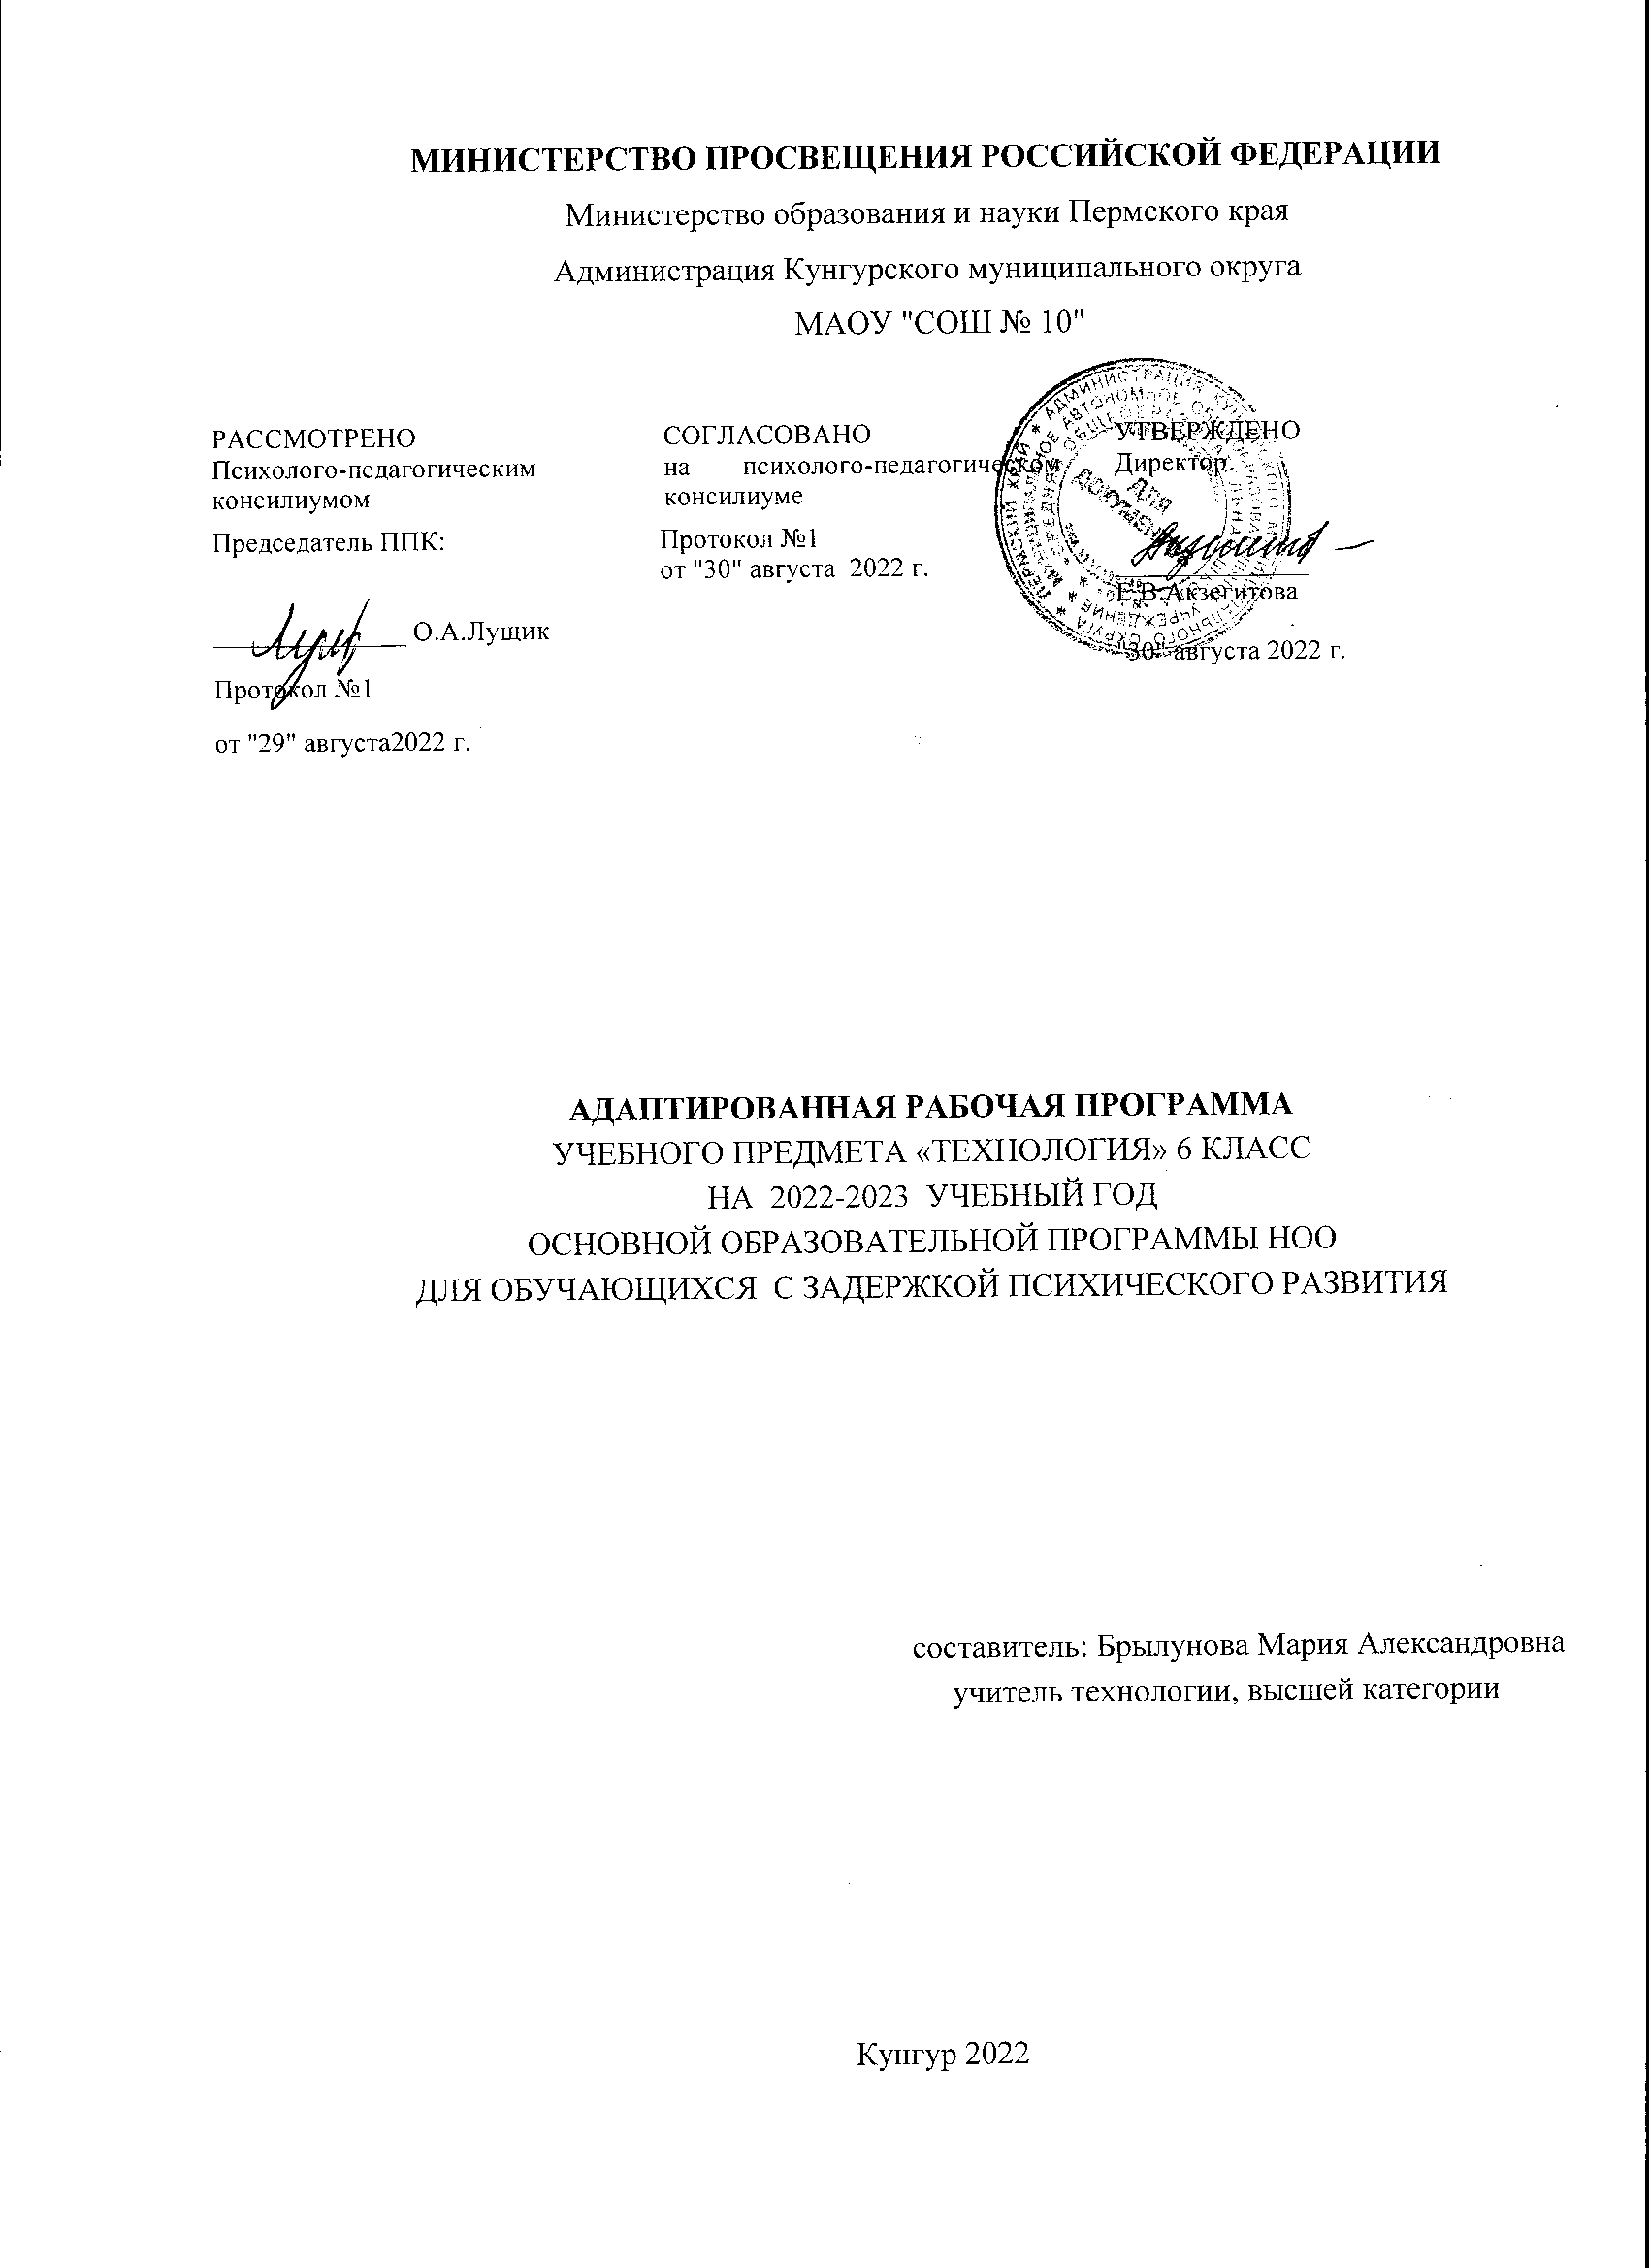 МИНИСТЕРСТВО ПРОСВЕЩЕНИЯ РОССИЙСКОЙ ФЕДЕРАЦИИ
Министерство образования и науки Пермского края
Администрация Кунгурского муниципального округа
МАОУ "СОШ № 10"
РАССМОТРЕНО
Психолого-педагогическим
консилиумом
Председатель ППК:
О.А.Лущик
Протокол №1
от "29" августа2022 г.
СОГЛАСОВАНО
на психолого-педагогическом
консилиуме
Протокол №1
от "30" августа 2022 г.
УТВЕРЖДЕНО
Директор
Е.В.Акзегитова
"30" августа 2022 г.
ПЕРМСКИЙ КРАЙ * АДМИНИСТРАЦИЯ
ДЛЯ
АДАПТИРОВАННАЯ РАБОЧАЯ ПРОГРАММА
УЧЕБНОГО ПРЕДМЕТА «ТЕХНОЛОГИЯ» 6 КЛАСС
НА 2022-2023 УЧЕБНЫЙ ГОД
ОСНОВНОЙ ОБРАЗОВАТЕЛЬНОЙ ПРОГРАММЫ НОО
ДЛЯ ОБУЧАЮЩИХСЯ С ЗАДЕРЖКОЙ ПСИХИЧЕСКОГО РАЗВИТИЯ
составитель: Брылунова Мария Александровна
учитель технологии, высшей категории
Кунгур 2022